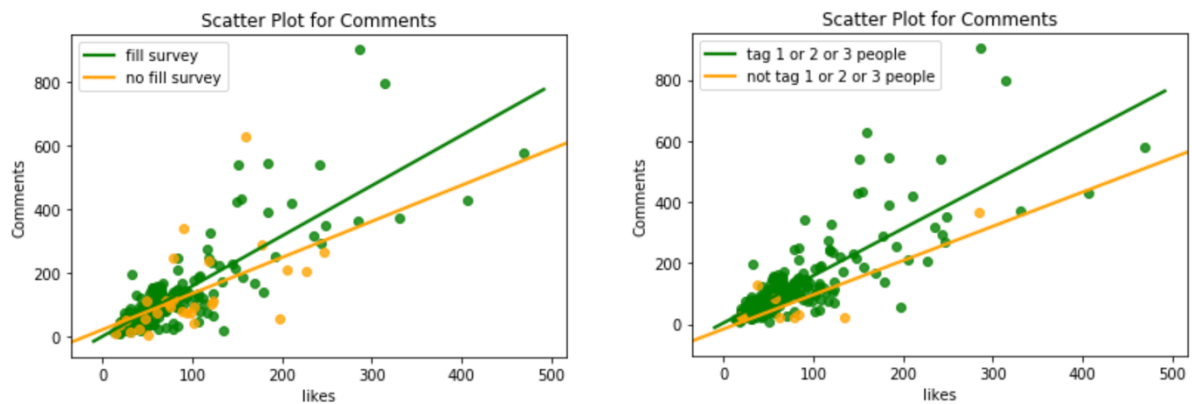 Scatter Plot for Comments
fill survey
no fill survey
800
600
400
200
0
Comments
0 100 200 300 400 500
likes
Scatter Plot for Comments
tag 1 or 2 or 3 people
not tag 1 or 2 or 3 people
800
600
400
200
0
Comments
0 100 200 300 400 500
likes